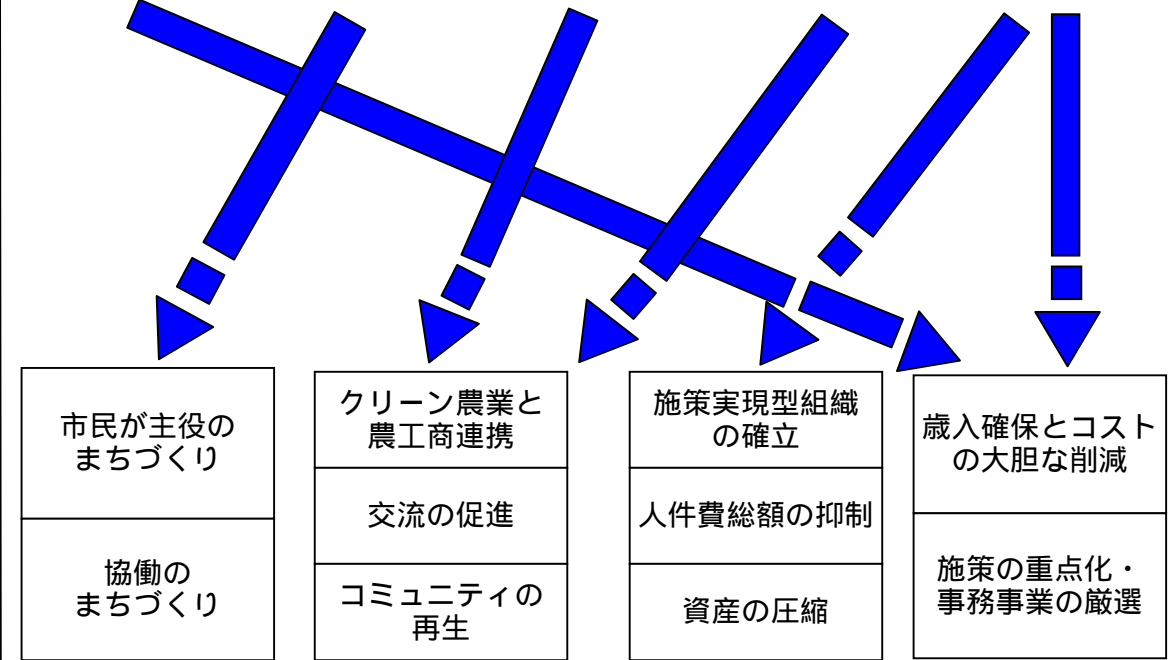 市民が主役の
まちづくり
協働の
まちづくり
クリーン農業と
農工商連携
交流の促進
コミュニティの
再生
施策実現型組織
の確立
人件費総額の抑制
資産の圧縮
歳入確保とコスト
の大胆な削減
施策の重点化・
事務事業の厳選